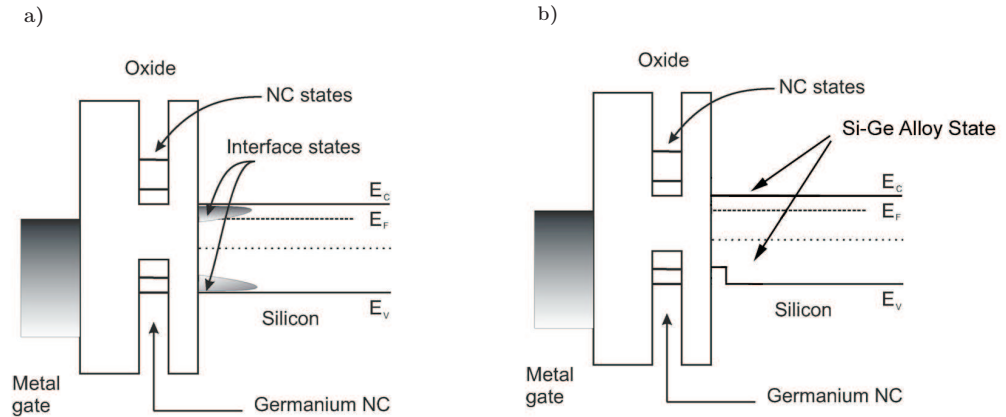 a)
Oxide
NC states
Interface states
E_C
E_F
E_V
Silicon
Metal
gate
Germanium NC
b)
Oxide
NC states
Si-Ge Alloy State
E_C
E_F
E_V
Silicon
Metal
gate
Germanium NC